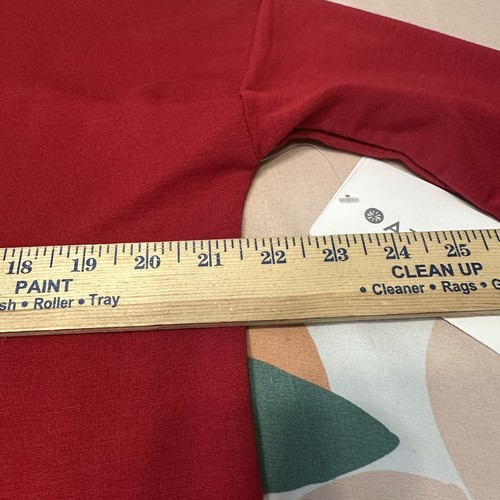 18 19 20 21 22 23 24 25
PAINT
CLEAN UP
sh • Roller • Tray
• Cleaner • Rags • G
A